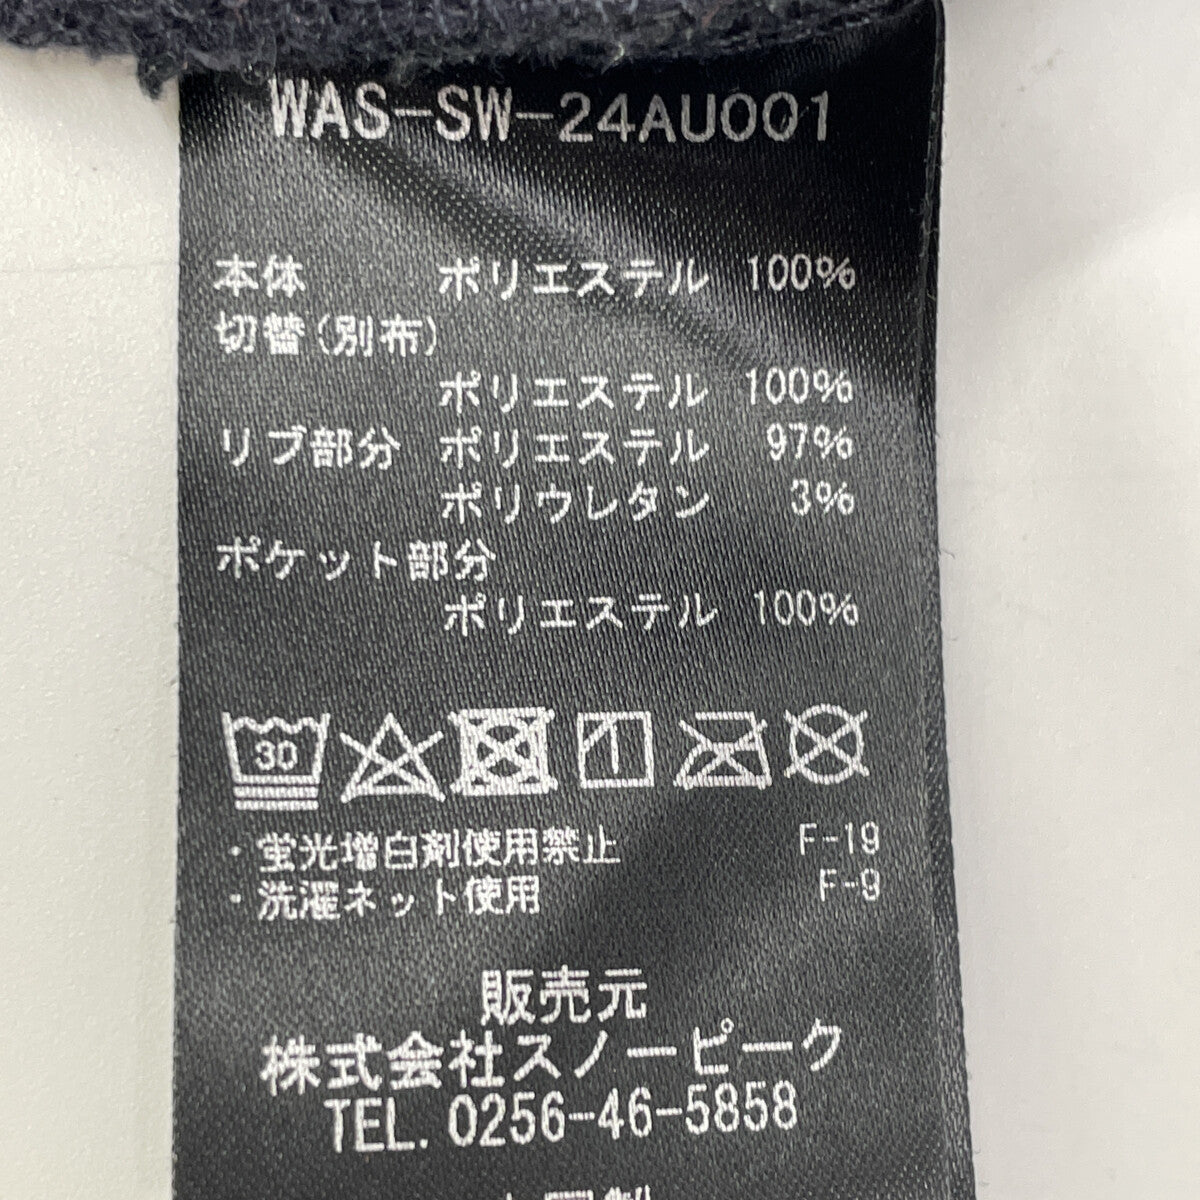 WAS-SW-24AU001
本体 ポリエステル 100%
切替(別布)
ポリエステル 100%
リブ部分 ポリエステル 97%
ポリウレタン 3%
ポケット部分
ポリエステル 100%
30
・蛍光増白剤使用禁止 F-19
・洗濯ネット使用 F-9
販売元
株式会社スノーピーク
TEL. 0256-46-5858